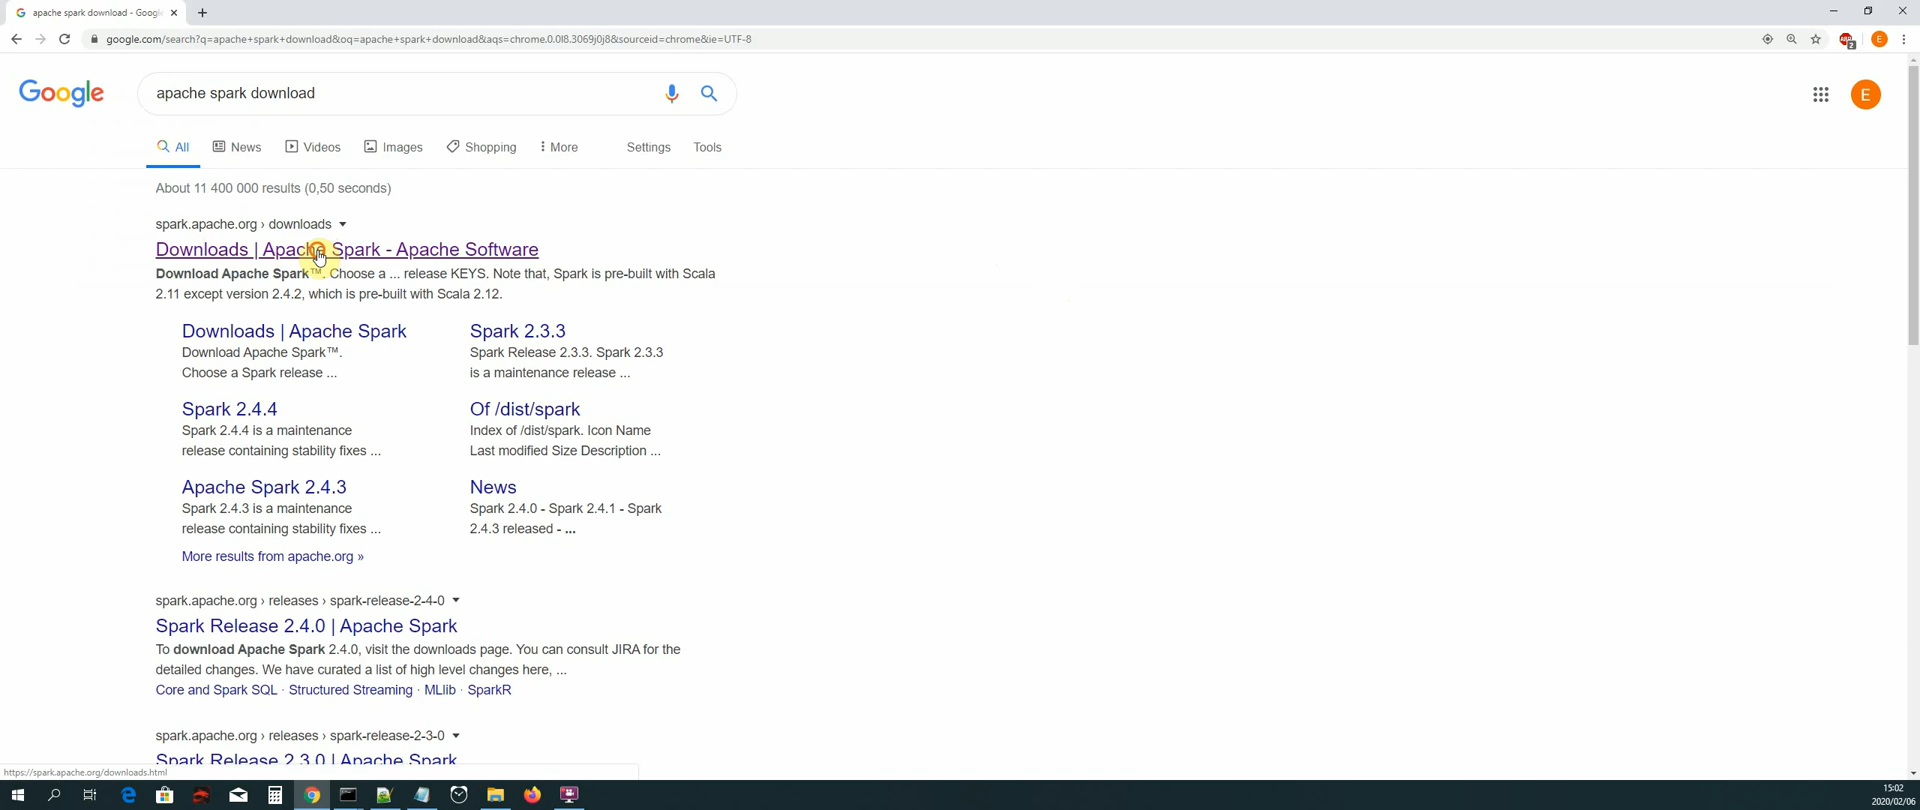 apache spark download - Googl
google.com/search?q=apache+spark+download&oq=apache+spark+download&aqs=chrome.0.0l8.3069j0j8&sourceid=chrome&ie=UTF-8
2
E
Google
apache spark download
E
All
News
Videos
Images
Shopping
More
Settings
Tools
About 11 400 000 results (0,50 seconds)
spark.apache.org › downloads
Downloads | Apache Spark - Apache Software
Download Apache Spark™. Choose a ... release KEYS. Note that, Spark is pre-built with Scala
2.11 except version 2.4.2, which is pre-built with Scala 2.12.
Downloads | Apache Spark
Download Apache Spark™.
Choose a Spark release ...
Spark 2.3.3
Spark Release 2.3.3. Spark 2.3.3
is a maintenance release ...
Spark 2.4.4
Spark 2.4.4 is a maintenance
release containing stability fixes ...
Of /dist/spark
Index of /dist/spark. Icon Name
Last modified Size Description ...
Apache Spark 2.4.3
Spark 2.4.3 is a maintenance
release containing stability fixes ...
News
Spark 2.4.0 - Spark 2.4.1 - Spark
2.4.3 released - ...
More results from apache.org »
spark.apache.org › releases › spark-release-2-4-0
Spark Release 2.4.0 | Apache Spark
To download Apache Spark 2.4.0, visit the downloads page. You can consult JIRA for the
detailed changes. We have curated a list of high level changes here, ...
Core and Spark SQL · Structured Streaming · MLlib · SparkR
spark.apache.org › releases › spark-release-2-3-0
Spark Release 2.3.0 | Apache Spark
https://spark.apache.org/downloads.html
15:02
2020/02/06